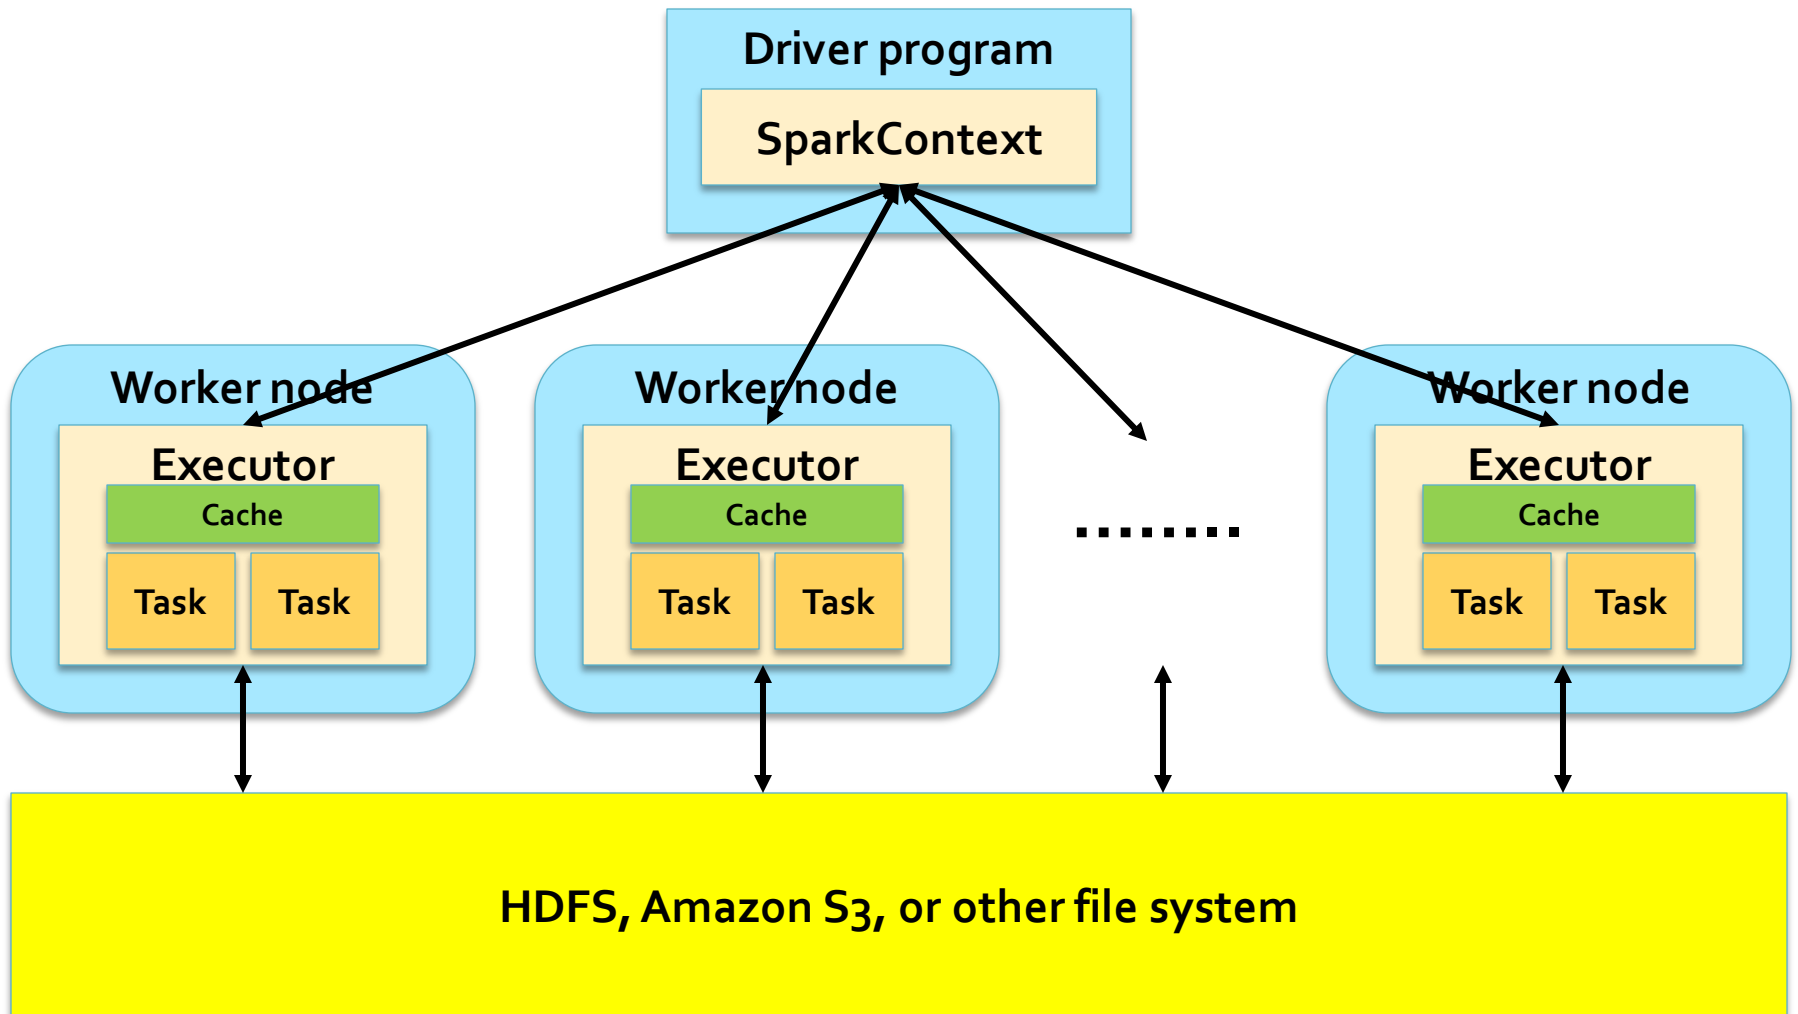 Driver program
SparkContext
Worker node
Worker node
Worker node
Executor
Executor
Executor
Cache
Cache
Cache
Task
Task
Task
Task
Task
Task
HDFS, Amazon S3, or other file system